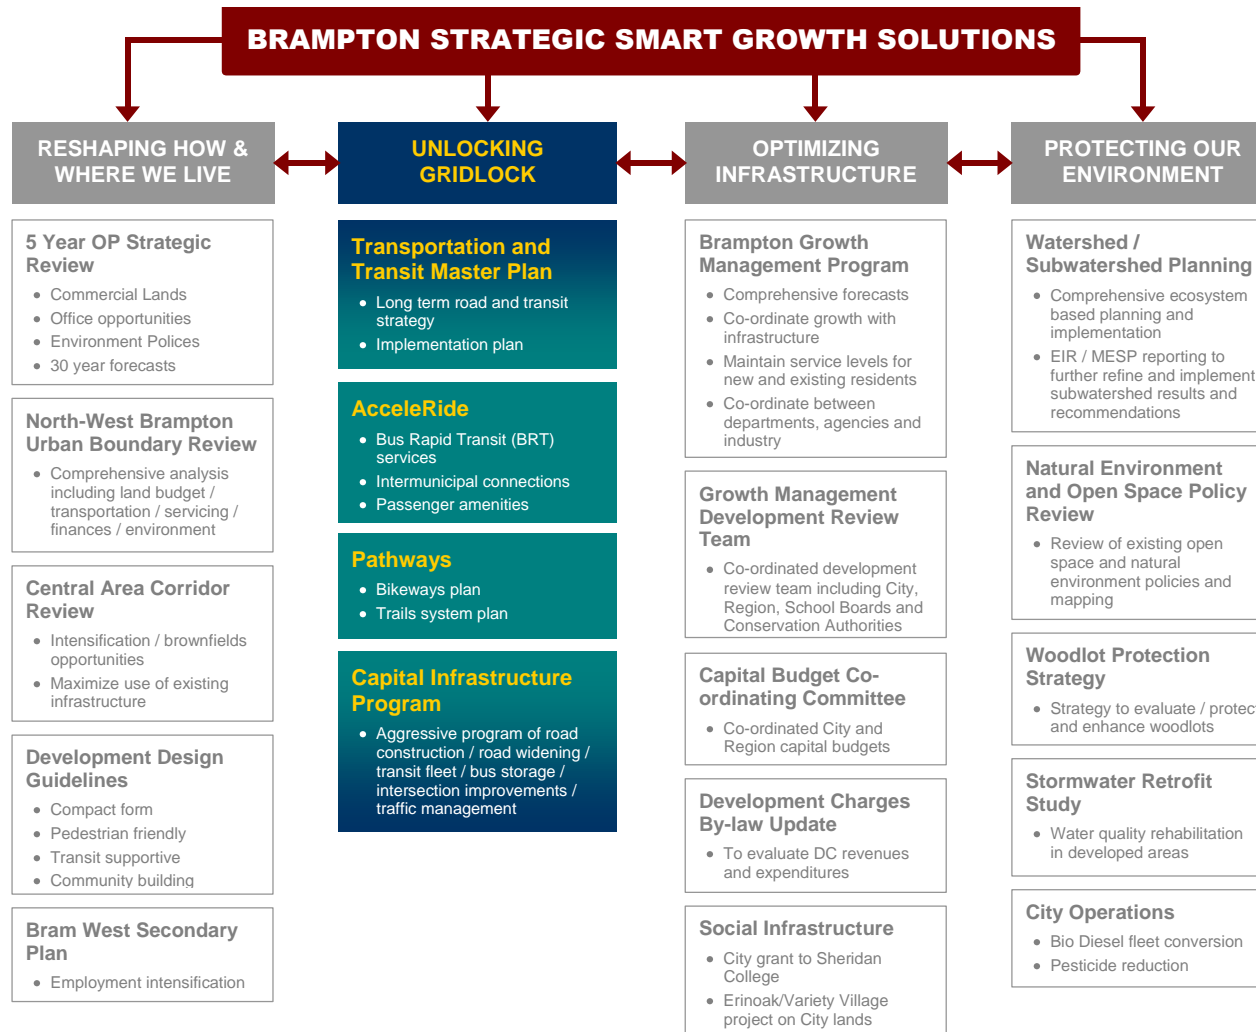 BRAMPTON STRATEGIC SMART GROWTH SOLUTIONS
RESHAPING HOW &
WHERE WE LIVE
5 Year OP Strategic
Review
• Commercial Lands
• Office opportunities
• Environment Polices
• 30 year forecasts
North-West Brampton
Urban Boundary Review
• Comprehensive analysis
including land budget /
transportation / servicing /
finances / environment
Central Area Corridor
Review
• Intensification / brownfields
opportunities
• Maximize use of existing
infrastructure
Development Design
Guidelines
• Compact form
• Pedestrian friendly
• Transit supportive
• Community building
Bram West Secondary
Plan
• Employment intensification
UNLOCKING
GRIDLOCK
Transportation and
Transit Master Plan
• Long term road and transit
strategy
• Implementation plan
AcceleRide
• Bus Rapid Transit (BRT)
services
• Intermunicipal connections
• Passenger amenities
Pathways
• Bikeways plan
• Trails system plan
Capital Infrastructure
Program
• Aggressive program of road
construction / road widening /
transit fleet / bus storage /
intersection improvements /
traffic management
OPTIMIZING
INFRASTRUCTURE
Brampton Growth
Management Program
• Comprehensive forecasts
• Co-ordinate growth with
infrastructure
• Maintain service levels for
new and existing residents
• Co-ordinate between
departments, agencies and
industry
Growth Management
Development Review
Team
• Co-ordinated development
review team including City,
Region, School Boards and
Conservation Authorities
Capital Budget Co-
ordinating Committee
• Co-ordinated City and
Region capital budgets
Development Charges
By-law Update
• To evaluate DC revenues
and expenditures
Social Infrastructure
• City grant to Sheridan
College
• Erinoak/Variety Village
project on City lands
PROTECTING OUR
ENVIRONMENT
Watershed /
Subwatershed Planning
• Comprehensive ecosystem
based planning and
implementation
• EIR / MESP reporting to
further refine and implement
subwatershed results and
recommendations
Natural Environment
and Open Space Policy
Review
• Review of existing open
space and natural
environment policies and
mapping
Woodlot Protection
Strategy
• Strategy to evaluate / protect
and enhance woodlots
Stormwater Retrofit
Study
• Water quality rehabilitation
in developed areas
City Operations
• Bio Diesel fleet conversion
• Pesticide reduction